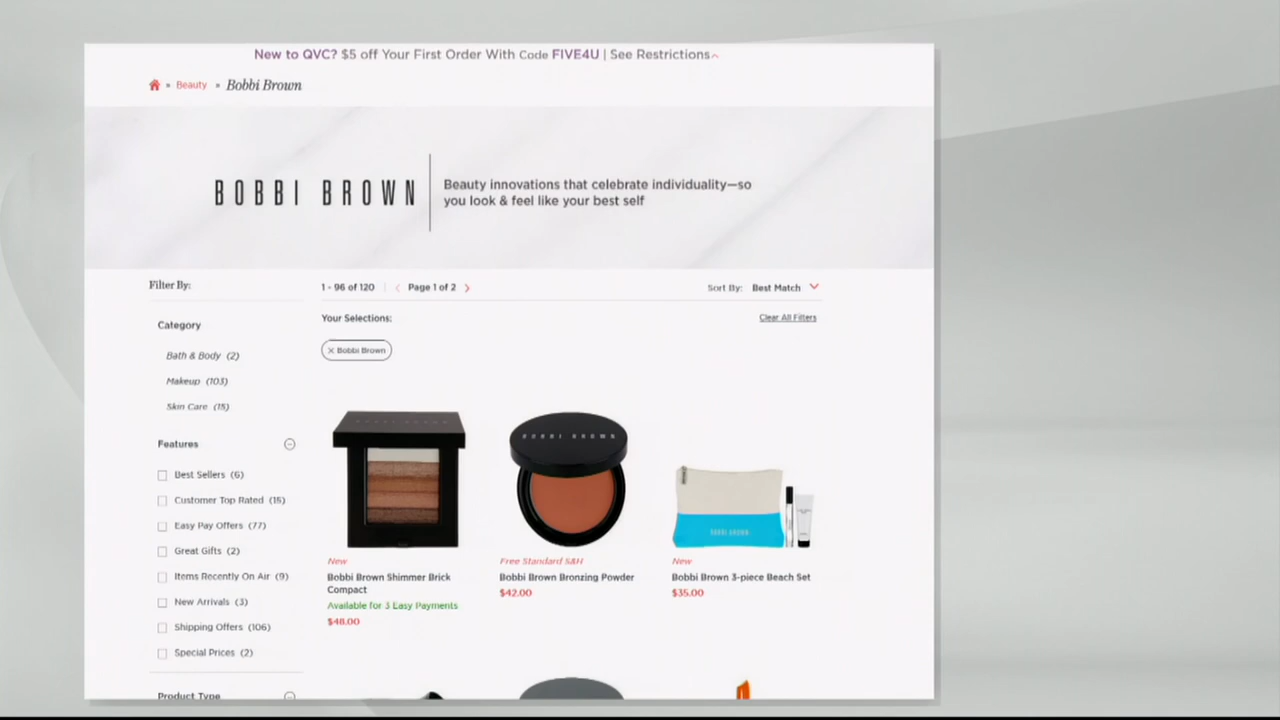 New to QVC? $5 off Your First Order With Code FIVE4U | See Restrictions
Beauty Bobbi Brown
BOBBI BROWN
Beauty innovations that celebrate individuality—so
you look & feel like your best self
Filter By:
1 - 96 of 120 Page 1 of 2 Sort By: Best Match
Your Selections: Clear All Filters
Bobbi Brown
Category
Bath & Body (2)
Makeup (103)
Skin Care (15)
Features
Best Sellers (6)
Customer Top Rated (15)
Easy Pay Offers (77)
Great Gifts (2)
Items Recently On Air (9)
New Arrivals (3)
Shipping Offers (106)
Special Prices (2)
Product Type
BOBBI BROWN
BOBBI BROWN
New
Bobbi Brown Shimmer Brick
Compact
Available for 3 Easy Payments
$48.00
Free Standard S&H
Bobbi Brown Bronzing Powder
$42.00
New
Bobbi Brown 3-piece Beach Set
$35.00